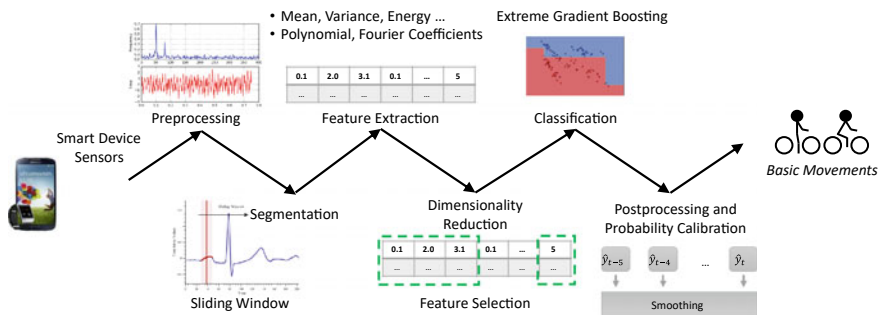 • Mean, Variance, Energy …
• Polynomial, Fourier Coefficients
Extreme Gradient Boosting
0.1 2.0 3.1 0.1 … 5
… … … … … …
Preprocessing
Feature Extraction
Classification
Smart Device
Sensors
Basic Movements
Sliding Window
Segmentation
Dimensionality
Reduction
Postprocessing and
Probability Calibration
0.1 2.0 3.1 0.1 … 5
… … … … … …
ŷt−5 ŷt−4 … ŷt
Sliding Window
Feature Selection
Smoothing